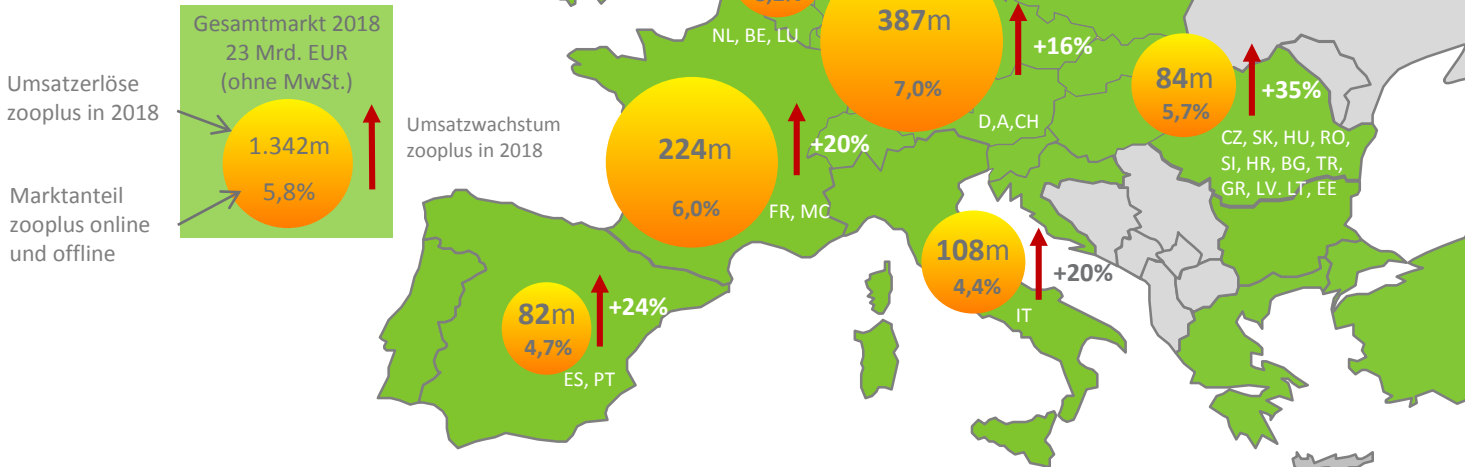 Gesamtmarkt 2018
23 Mrd. EUR
(ohne MwSt.)
Umsatzerlöse
zooplus in 2018
1.342m
5,8%
Marktanteil
zooplus online
und offline
Umsatzwachstum
zooplus in 2018
NL, BE, LU
387m
7,0%
+16%
D,A,CH
84m
5,7%
+35%
CZ, SK, HU, RO,
SI, HR, BG, TR,
GR, LV. LT, EE
224m
6,0%
+20%
FR, MC
108m
4,4%
+20%
IT
82m
4,7%
+24%
ES, PT